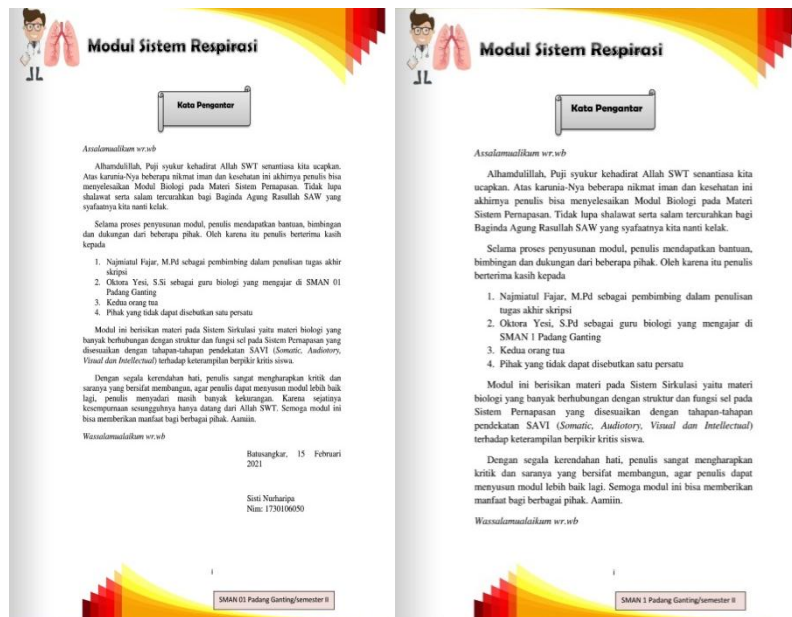 Modul Sistem Respirasi
Kata Pengantar
Assalamualikum wr.wb
Alhamdulillah, Puji syukur kehadirat Allah SWT senantiasa kita ucapkan.
Atas karunia-Nya beberapa nikmat iman dan kesehatan ini akhirnya penulis bisa
menyelesaikan Modul Biologi pada Materi Sistem Pernapasan. Tidak lupa
shalawat serta salam tercurahkan bagi Baginda Agung Rasullah SAW yang
syafaatnya kita nanti kelak.
Selama proses penyusunan modul, penulis mendapatkan bantuan, bimbingan
dan dukungan dari beberapa pihak. Oleh karena itu penulis berterima kasih
kepada
1. Najmiatul Fajar, M.Pd sebagai pembimbing dalam penulisan tugas akhir
skripsi
2. Oktora Yesi, S.Si sebagai guru biologi yang mengajar di SMAN 01
Padang Ganting
3. Kedua orang tua
4. Pihak yang tidak dapat disebutkan satu persatu
Modul ini berisikan materi pada Sistem Sirkulasi yaitu materi biologi yang
banyak berhubungan dengan struktur dan fungsi sel pada Sistem Pernapasan yang
disesuaikan dengan tahapan-tahapan pendekatan SAVI (Somatic, Audiotory,
Visual dan Intellectual) terhadap keterampilan berpikir kritis siswa.
Dengan segala kerendahan hati, penulis sangat mengharapkan kritik dan
saranya yang bersifat membangun, agar penulis dapat menyusun modul lebih baik
lagi, penulis menyadari masih banyak kekurangan. Karena sejatinya
kesempurnaan sesungguhnya hanya datang dari Allah SWT. Semoga modul ini
bisa memberikan manfaat bagi berbagai pihak. Aamiin.
Wassalamualaikum wr.wb
Batusangkar, 15 Februari
2021
Sisti Nurharipa
Nim: 1730106050
i
SMAN 01 Padang Ganting/semester II
Modul Sistem Respirasi
Kata Pengantar
Assalamualikum wr.wb
Alhamdulillah, Puji syukur kehadirat Allah SWT senantiasa kita
ucapkan. Atas karunia-Nya beberapa nikmat iman dan kesehatan ini
akhirnya penulis bisa menyelesaikan Modul Biologi pada Materi
Sistem Pernapasan. Tidak lupa shalawat serta salam tercurahkan bagi
Baginda Agung Rasullah SAW yang syafaatnya kita nanti kelak.
Selama proses penyusunan modul, penulis mendapatkan bantuan,
bimbingan dan dukungan dari beberapa pihak. Oleh karena itu penulis
berterima kasih kepada
1. Najmiatul Fajar, M.Pd sebagai pembimbing dalam penulisan
tugas akhir skripsi
2. Oktora Yesi, S.Pd sebagai guru biologi yang mengajar di
SMAN 1 Padang Ganting
3. Kedua orang tua
4. Pihak yang tidak dapat disebutkan satu persatu
Modul ini berisikan materi pada Sistem Sirkulasi yaitu materi
biologi yang banyak berhubungan dengan struktur dan fungsi sel pada
Sistem Pernapasan yang disesuaikan dengan tahapan-tahapan
pendekatan SAVI (Somatic, Audiotory, Visual dan Intellectual)
terhadap keterampilan berpikir kritis siswa.
Dengan segala kerendahan hati, penulis sangat mengharapkan
kritik dan saranya yang bersifat membangun, agar penulis dapat
menyusun modul lebih baik lagi. Semoga modul ini bisa memberikan
manfaat bagi berbagai pihak. Aamiin.
Wassalamualaikum wr.wb
i
SMAN 1 Padang Ganting/semester II